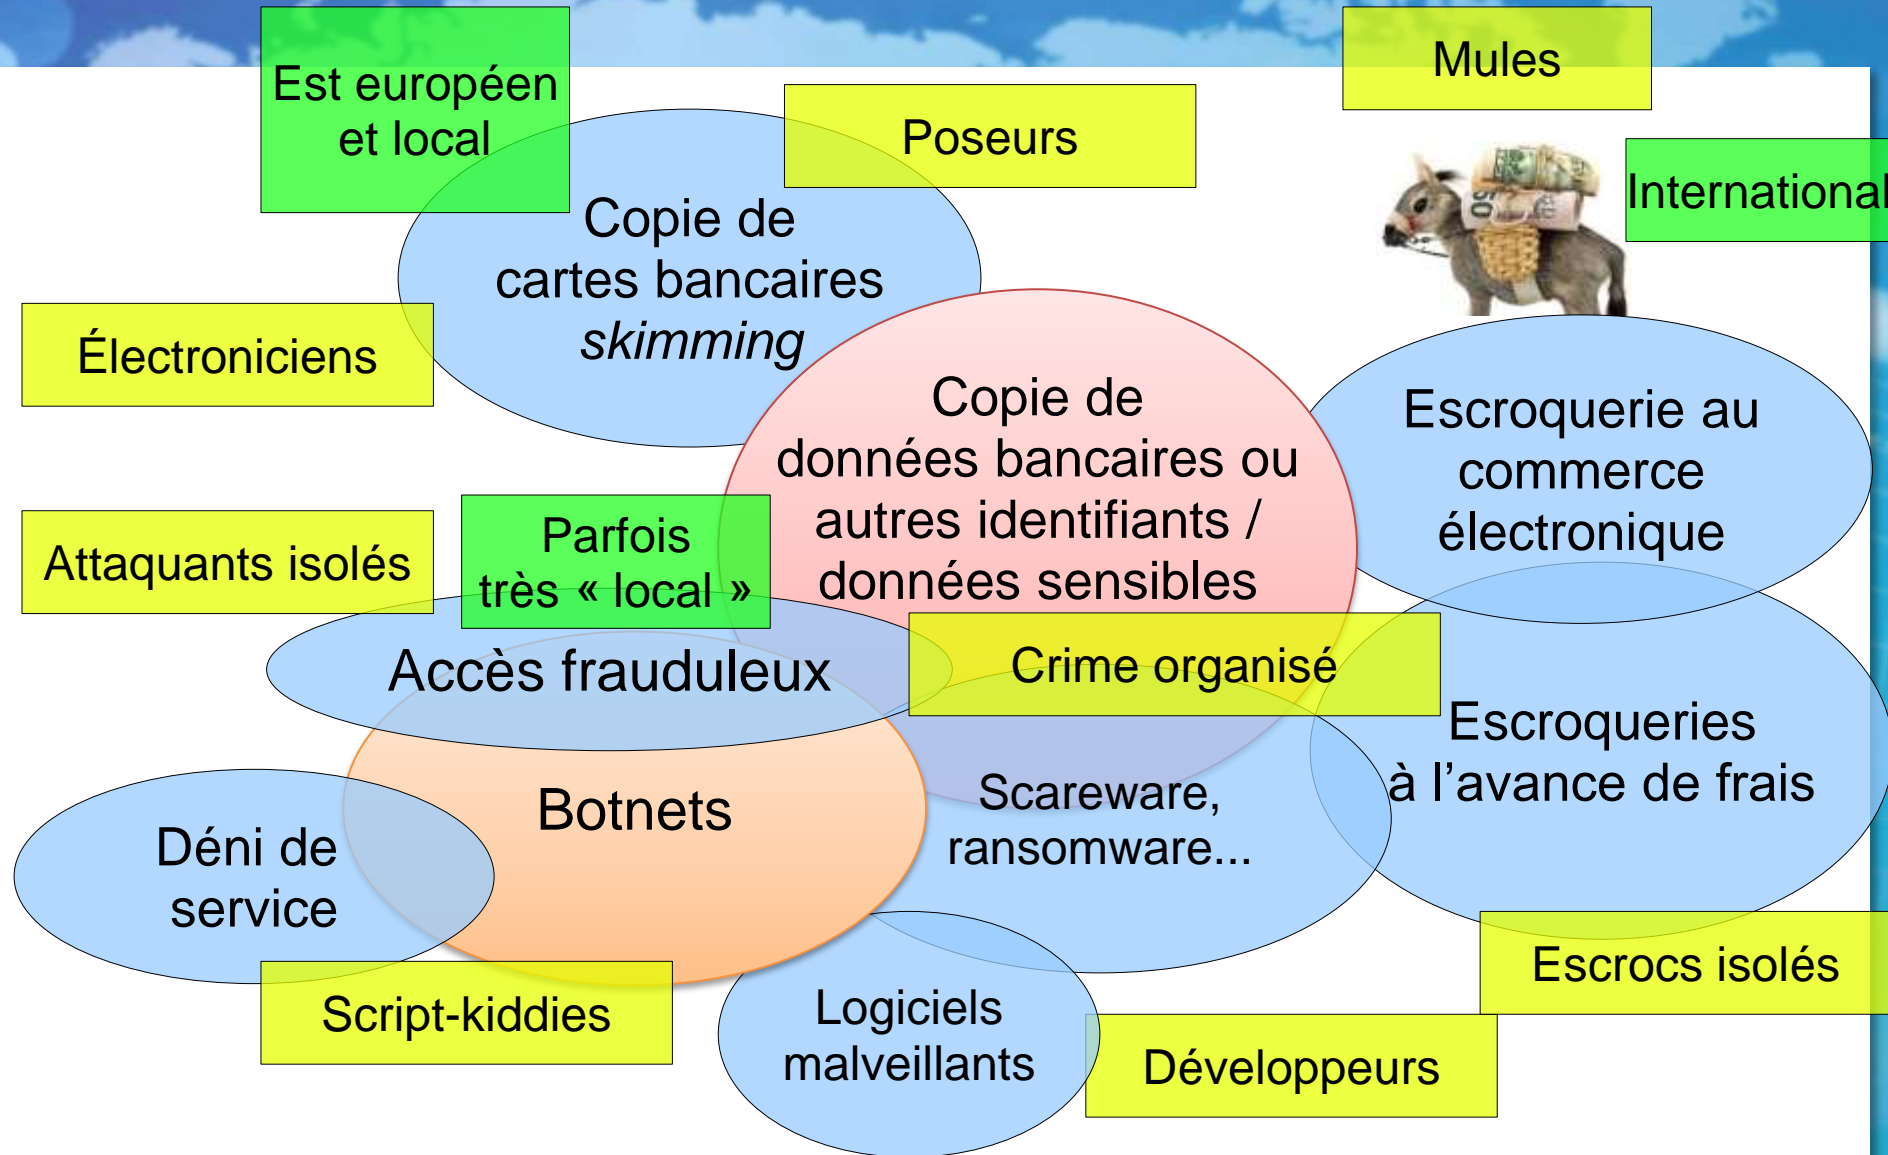 Est européen
et local
Mules
Poseurs
International
Copie de
cartes bancaires
skimming
Électroniciens
Copie de
données bancaires ou
autres identifiants /
données sensibles
Escroquerie au
commerce
électronique
Attaquants isolés
Parfois
très « local »
Accès frauduleux
Crime organisé
Escroqueries
à l’avance de frais
Botnets
Scareware,
ransomware...
Déni de
service
Escrocs isolés
Script-kiddies
Logiciels
malveillants
Développeurs